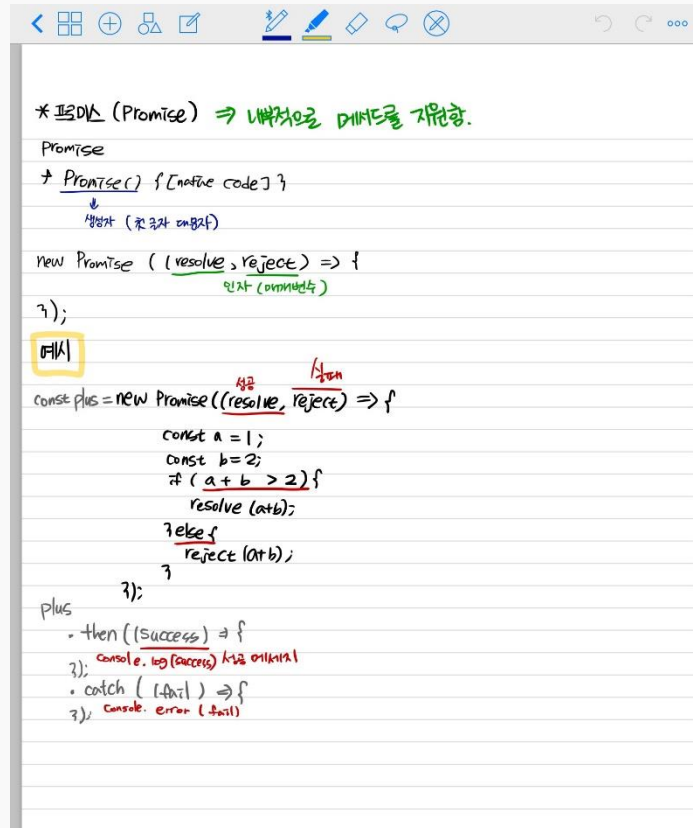 * 프로미스 (Promise) ⇒ 내부적으로 메서드를 지원함.
Promise
Promise() {[native code]}
↓
생성자 (첫 글자 대문자)
new Promise ((resolve, reject) => {
인자 (매개변수)
});
예시
성공 실패
const plus = new Promise((resolve, reject) => {
const a = 1;
const b = 2;
if (a + b > 2) {
resolve (a+b);
} else {
reject (a+b);
}
});
plus
.then ((success) => {
console.log(success) 성공 메세지
});
.catch ((fail) => {
console.error (fail)
});